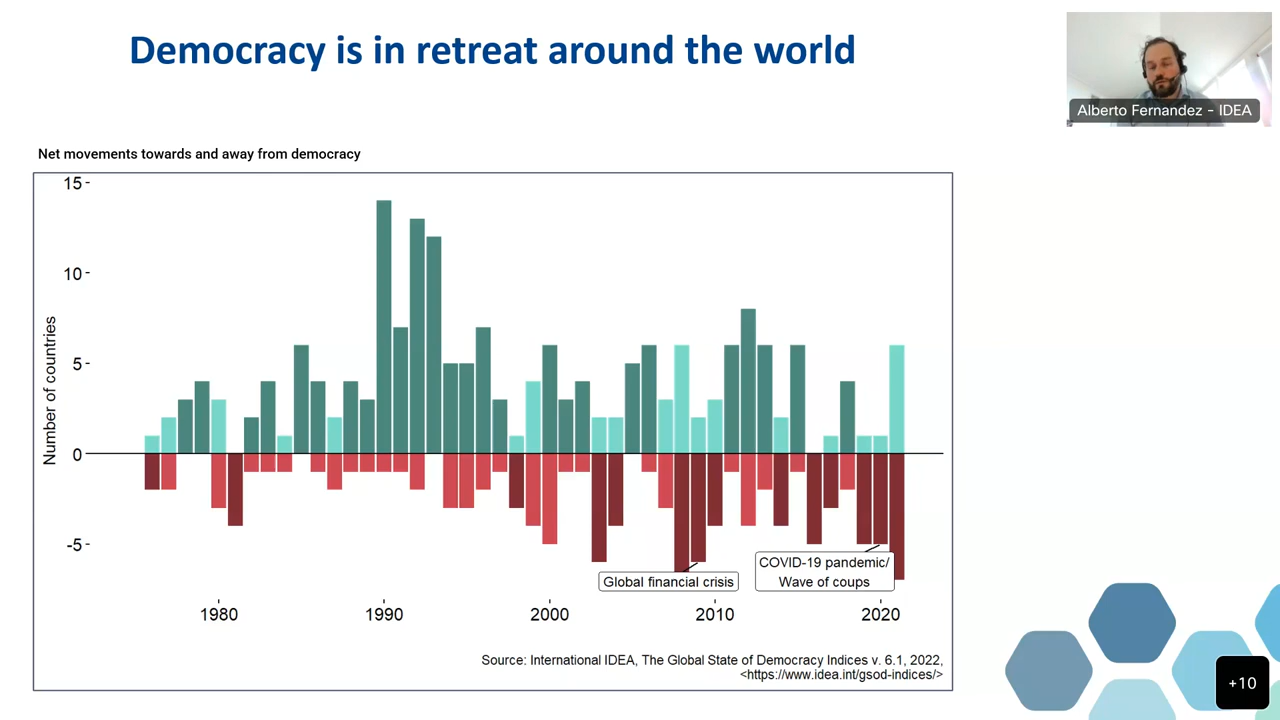 Democracy is in retreat around the world
Alberto Fernandez - IDEA
Net movements towards and away from democracy
15
10
5
0
-5
Number of countries
Global financial crisis
COVID-19 pandemic/
Wave of coups
1980
1990
2000
2010
2020
Source: International IDEA, The Global State of Democracy Indices v. 6.1, 2022,
<https://www.idea.int/gsod-indices/>
+10